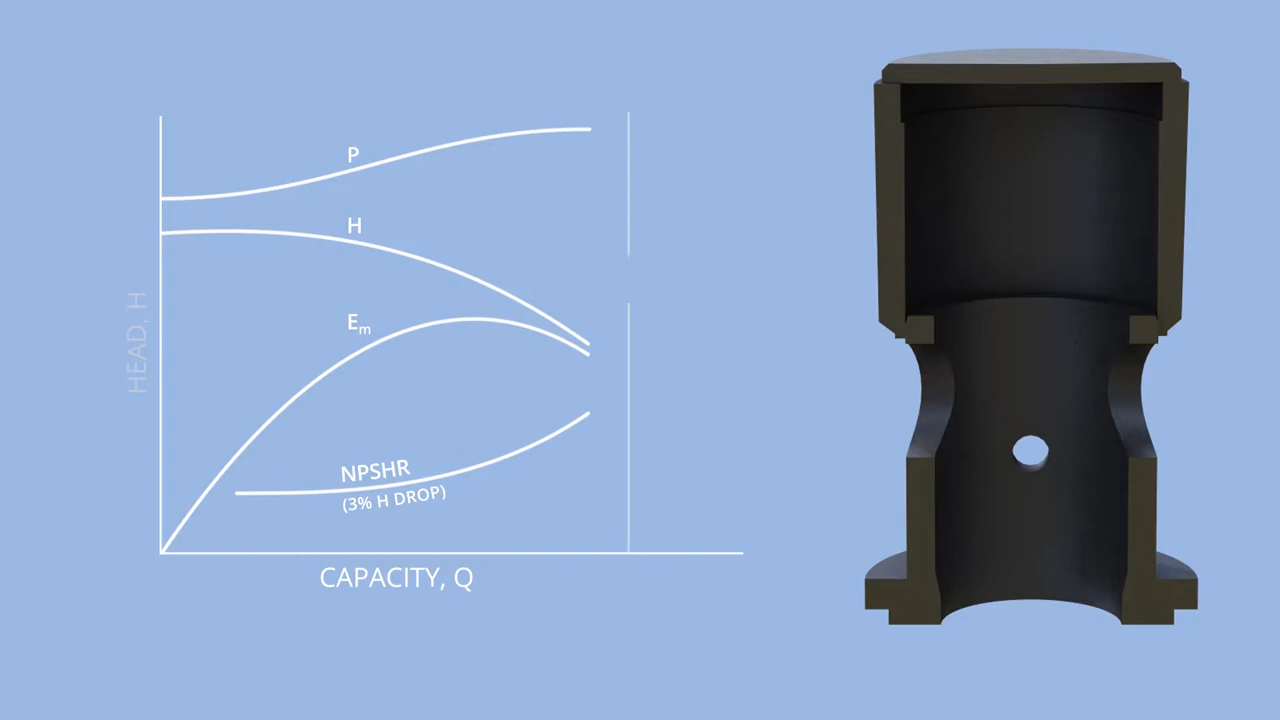 P
H
HEAD, H
Em
NPSHR
(3% H DROP)
CAPACITY, Q